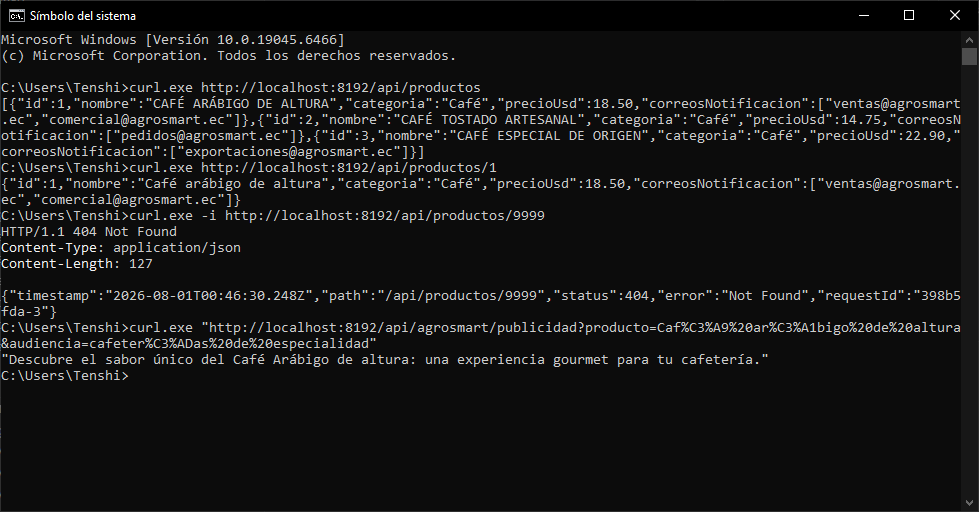 Símbolo del sistema
Microsoft Windows [Versión 10.0.19045.6466]
(c) Microsoft Corporation. Todos los derechos reservados.
C:\Users\Tenshi>curl.exe http://localhost:8192/api/productos
[{"id":1,"nombre":"CAFÉ ARÁBIGO DE ALTURA","categoria":"Café","precioUsd":18.50,"correosNotificacion":["ventas@agrosmart
.ec","comercial@agrosmart.ec"]},{"id":2,"nombre":"CAFÉ TOSTADO ARTESANAL","categoria":"Café","precioUsd":14.75,"correosN
otificacion":["pedidos@agrosmart.ec"]},{"id":3,"nombre":"CAFÉ ESPECIAL DE ORIGEN","categoria":"Café","precioUsd":22.90,"
correosNotificacion":["exportaciones@agrosmart.ec"]}]
C:\Users\Tenshi>curl.exe http://localhost:8192/api/productos/1
{"id":1,"nombre":"Café arábigo de altura","categoria":"Café","precioUsd":18.50,"correosNotificacion":["ventas@agrosmart.
ec","comercial@agrosmart.ec"]}
C:\Users\Tenshi>curl.exe -i http://localhost:8192/api/productos/9999
HTTP/1.1 404 Not Found
Content-Type: application/json
Content-Length: 127
{"timestamp":"2026-08-01T00:46:30.248Z","path":"/api/productos/9999","status":404,"error":"Not Found","requestId":"398b5
fda-3"}
C:\Users\Tenshi>curl.exe "http://localhost:8192/api/agrosmart/publicidad?producto=Caf%C3%A9%20ar%C3%A1bigo%20de%20altura
&audiencia=cafeter%C3%ADas%20de%20especialidad"
"Descubre el sabor único del Café Arábigo de altura: una experiencia gourmet para tu cafetería."
C:\Users\Tenshi>